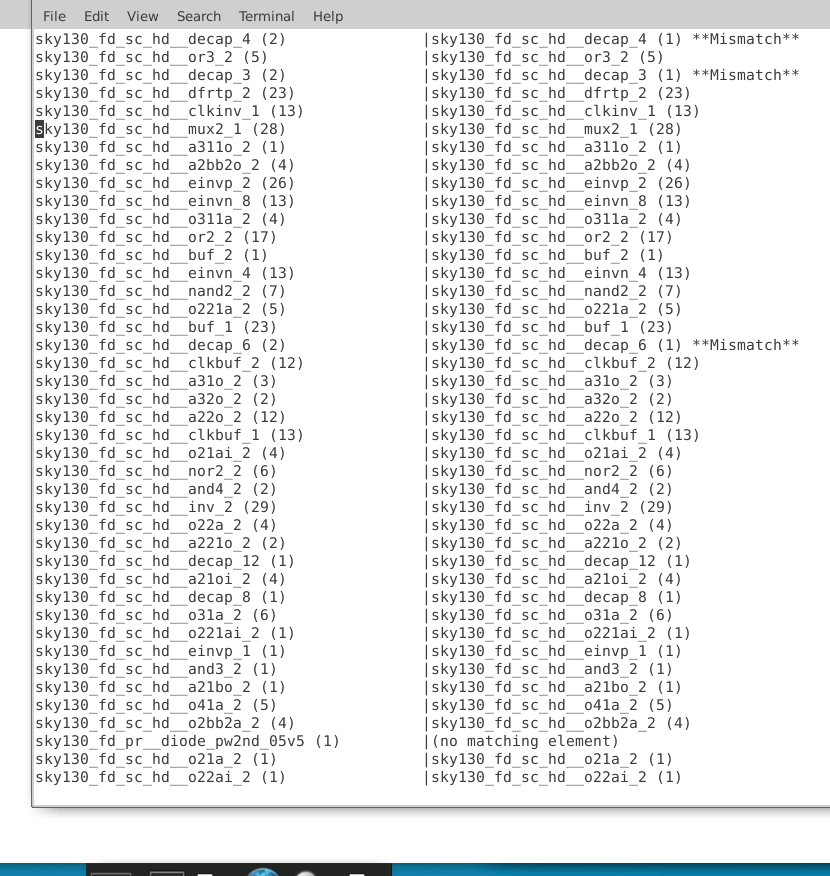 File Edit View Search Terminal Help
sky130_fd_sc_hd__decap_4 (2) |sky130_fd_sc_hd__decap_4 (1) **Mismatch**
sky130_fd_sc_hd__or3_2 (5) |sky130_fd_sc_hd__or3_2 (5)
sky130_fd_sc_hd__decap_3 (2) |sky130_fd_sc_hd__decap_3 (1) **Mismatch**
sky130_fd_sc_hd__dfrtp_2 (23) |sky130_fd_sc_hd__dfrtp_2 (23)
sky130_fd_sc_hd__clkinv_1 (13) |sky130_fd_sc_hd__clkinv_1 (13)
sky130_fd_sc_hd__mux2_1 (28) |sky130_fd_sc_hd__mux2_1 (28)
sky130_fd_sc_hd__a311o_2 (1) |sky130_fd_sc_hd__a311o_2 (1)
sky130_fd_sc_hd__a2bb2o_2 (4) |sky130_fd_sc_hd__a2bb2o_2 (4)
sky130_fd_sc_hd__einvp_2 (26) |sky130_fd_sc_hd__einvp_2 (26)
sky130_fd_sc_hd__einvn_8 (13) |sky130_fd_sc_hd__einvn_8 (13)
sky130_fd_sc_hd__o311a_2 (4) |sky130_fd_sc_hd__o311a_2 (4)
sky130_fd_sc_hd__or2_2 (17) |sky130_fd_sc_hd__or2_2 (17)
sky130_fd_sc_hd__buf_2 (1) |sky130_fd_sc_hd__buf_2 (1)
sky130_fd_sc_hd__einvn_4 (13) |sky130_fd_sc_hd__einvn_4 (13)
sky130_fd_sc_hd__nand2_2 (7) |sky130_fd_sc_hd__nand2_2 (7)
sky130_fd_sc_hd__o221a_2 (5) |sky130_fd_sc_hd__o221a_2 (5)
sky130_fd_sc_hd__buf_1 (23) |sky130_fd_sc_hd__buf_1 (23)
sky130_fd_sc_hd__decap_6 (2) |sky130_fd_sc_hd__decap_6 (1) **Mismatch**
sky130_fd_sc_hd__clkbuf_2 (12) |sky130_fd_sc_hd__clkbuf_2 (12)
sky130_fd_sc_hd__a31o_2 (3) |sky130_fd_sc_hd__a31o_2 (3)
sky130_fd_sc_hd__a32o_2 (2) |sky130_fd_sc_hd__a32o_2 (2)
sky130_fd_sc_hd__a22o_2 (12) |sky130_fd_sc_hd__a22o_2 (12)
sky130_fd_sc_hd__clkbuf_1 (13) |sky130_fd_sc_hd__clkbuf_1 (13)
sky130_fd_sc_hd__o21ai_2 (4) |sky130_fd_sc_hd__o21ai_2 (4)
sky130_fd_sc_hd__nor2_2 (6) |sky130_fd_sc_hd__nor2_2 (6)
sky130_fd_sc_hd__and4_2 (2) |sky130_fd_sc_hd__and4_2 (2)
sky130_fd_sc_hd__inv_2 (29) |sky130_fd_sc_hd__inv_2 (29)
sky130_fd_sc_hd__o22a_2 (4) |sky130_fd_sc_hd__o22a_2 (4)
sky130_fd_sc_hd__a221o_2 (2) |sky130_fd_sc_hd__a221o_2 (2)
sky130_fd_sc_hd__decap_12 (1) |sky130_fd_sc_hd__decap_12 (1)
sky130_fd_sc_hd__a21oi_2 (4) |sky130_fd_sc_hd__a21oi_2 (4)
sky130_fd_sc_hd__decap_8 (1) |sky130_fd_sc_hd__decap_8 (1)
sky130_fd_sc_hd__o31a_2 (6) |sky130_fd_sc_hd__o31a_2 (6)
sky130_fd_sc_hd__o221ai_2 (1) |sky130_fd_sc_hd__o221ai_2 (1)
sky130_fd_sc_hd__einvp_1 (1) |sky130_fd_sc_hd__einvp_1 (1)
sky130_fd_sc_hd__and3_2 (1) |sky130_fd_sc_hd__and3_2 (1)
sky130_fd_sc_hd__a21bo_2 (1) |sky130_fd_sc_hd__a21bo_2 (1)
sky130_fd_sc_hd__o41a_2 (5) |sky130_fd_sc_hd__o41a_2 (5)
sky130_fd_sc_hd__o2bb2a_2 (4) |sky130_fd_sc_hd__o2bb2a_2 (4)
sky130_fd_pr__diode_pw2nd_05v5 (1) |(no matching element)
sky130_fd_sc_hd__o21a_2 (1) |sky130_fd_sc_hd__o21a_2 (1)
sky130_fd_sc_hd__o22ai_2 (1) |sky130_fd_sc_hd__o22ai_2 (1)